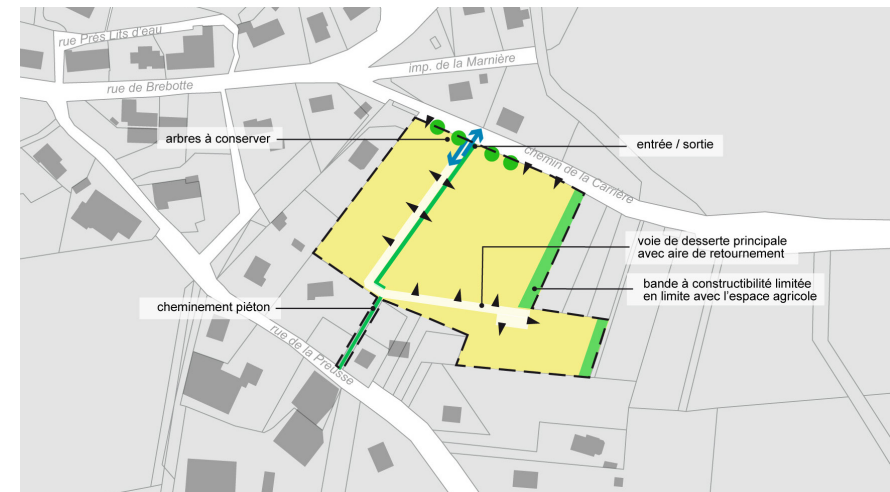 rue Prés Lits d'eau
imp. de la Marnière
rue de Brebotte
arbres à conserver
entrée / sortie
chemin de la Carrière
voie de desserte principale
avec aire de retournement
bande à constructibilité limitée
en limite avec l'espace agricole
cheminement piéton
rue de la Preusse